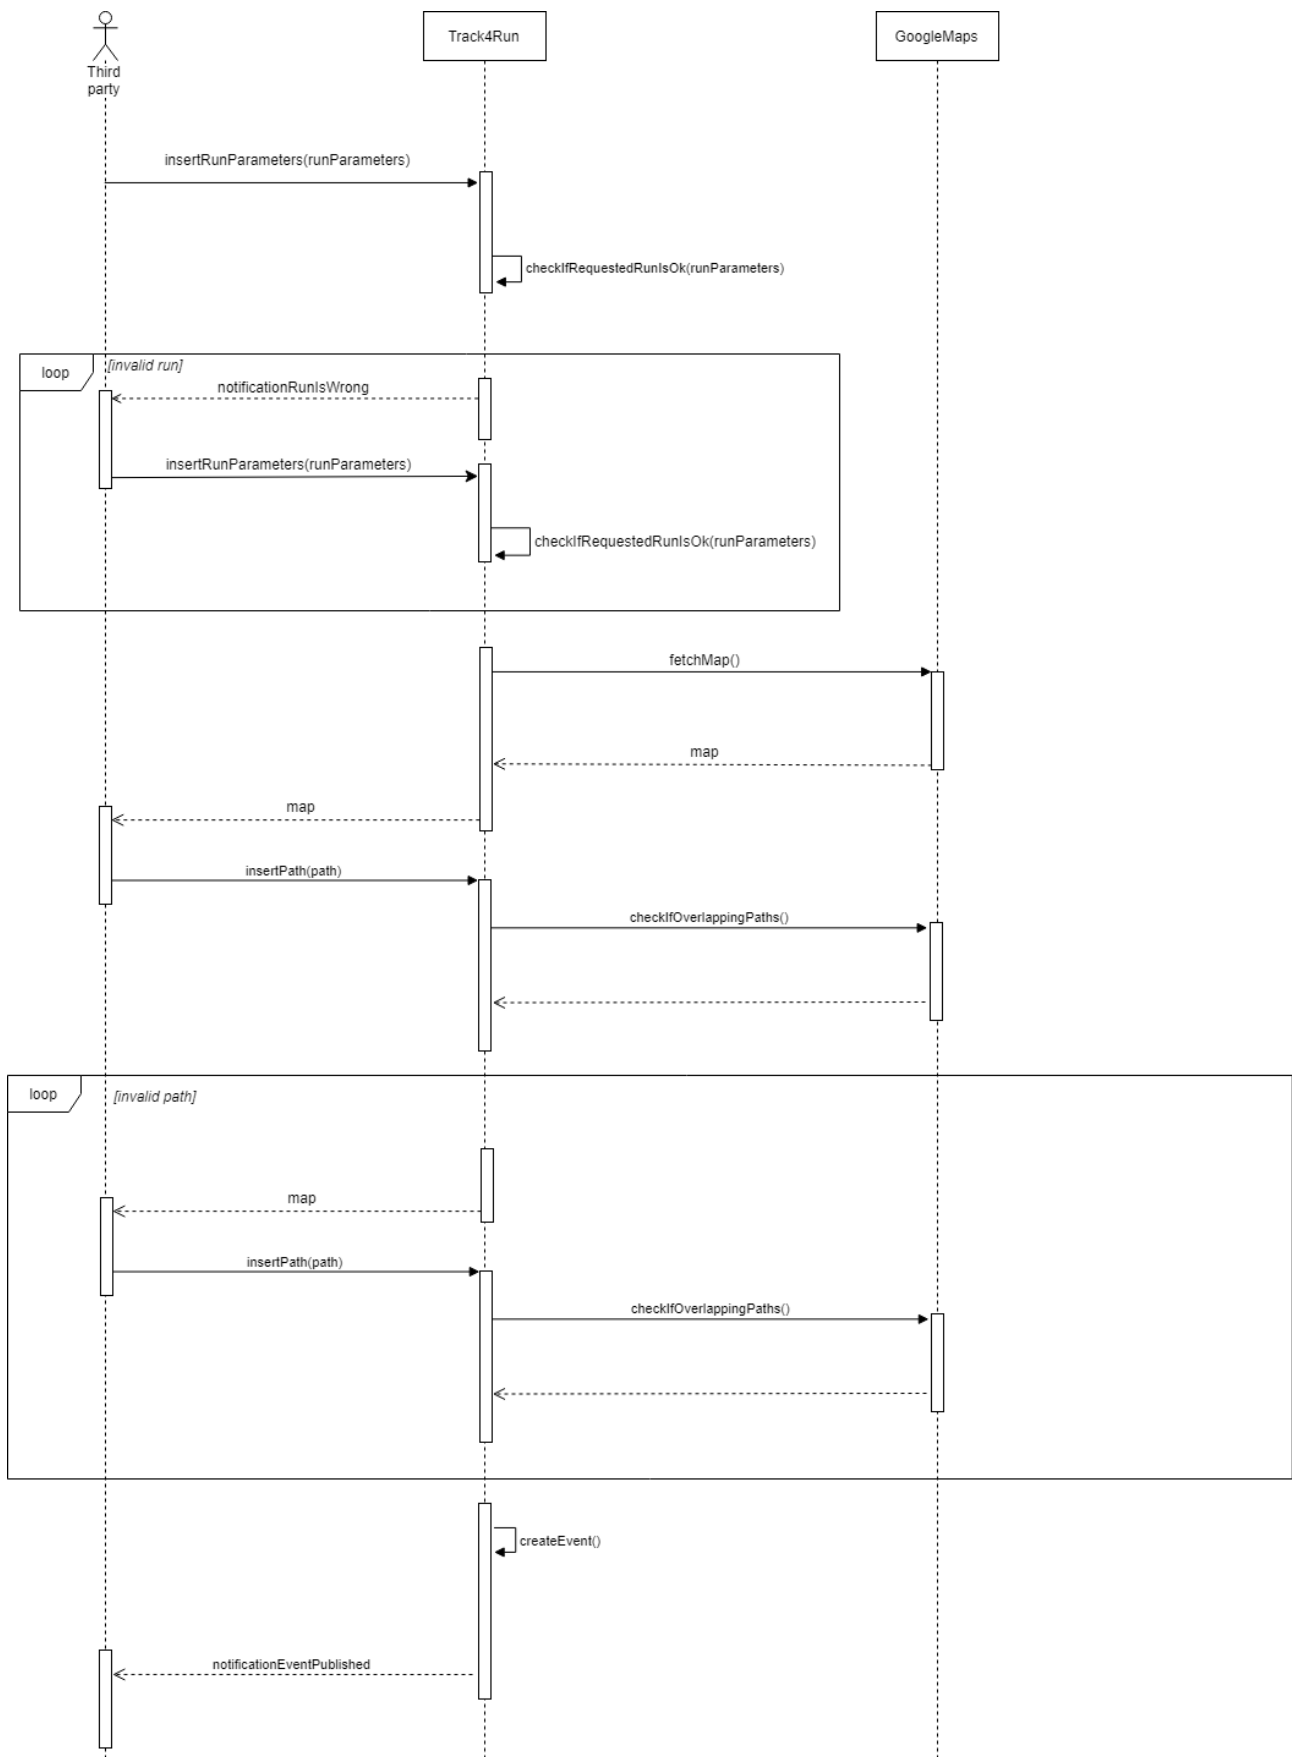 Third
party
Track4Run
GoogleMaps
insertRunParameters(runParameters)
checkIfRequestedRunIsOk(runParameters)
loop
[invalid run]
notificationRunIsWrong
insertRunParameters(runParameters)
checkIfRequestedRunIsOk(runParameters)
fetchMap()
map
map
insertPath(path)
checkIfOverlappingPaths()
loop
[invalid path]
map
insertPath(path)
checkIfOverlappingPaths()
createEvent()
notificationEventPublished